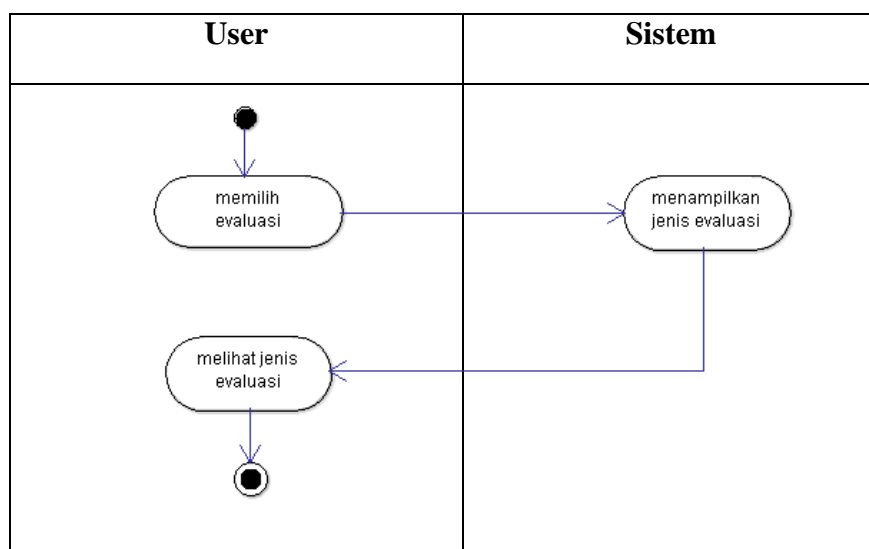 User
Sistem
memilih
evaluasi
menampilkan
jenis evaluasi
melihat jenis
evaluasi